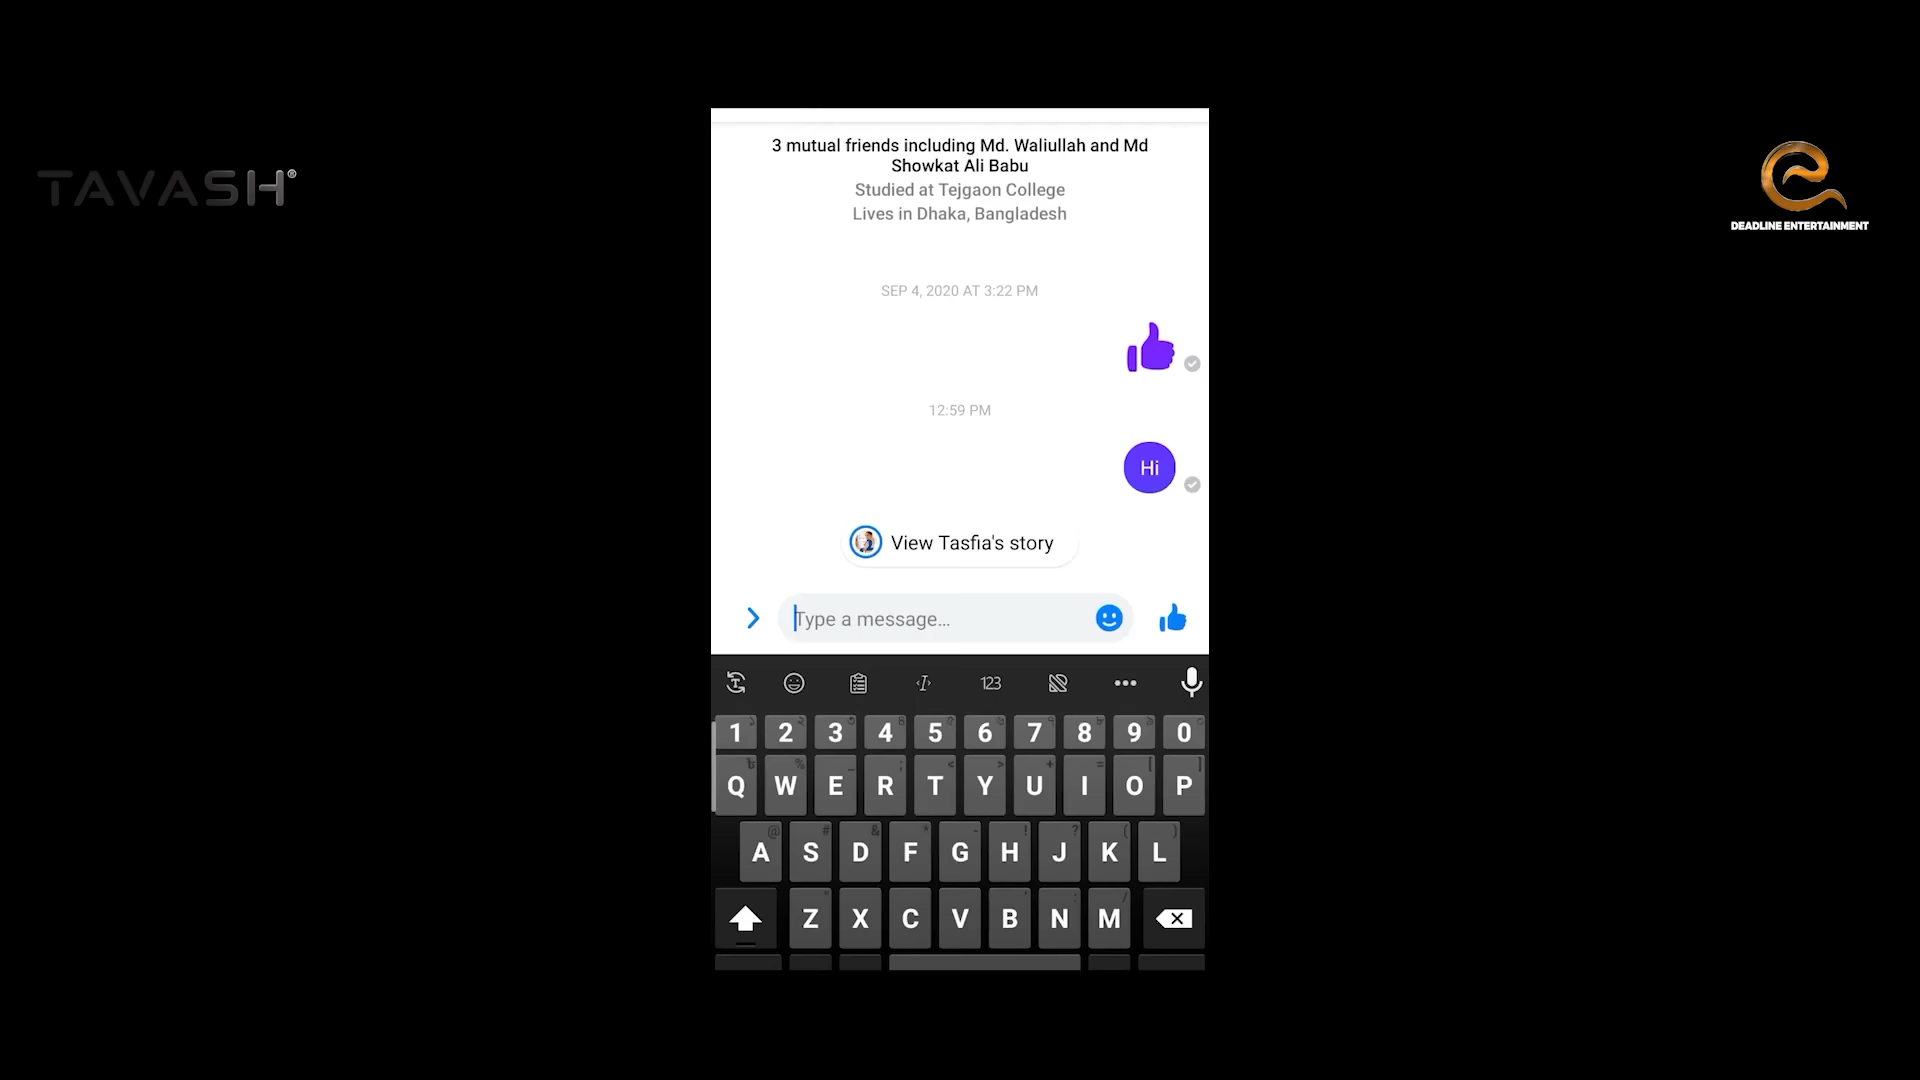 TAVASH®
DEADLINE ENTERTAINMENT
3 mutual friends including Md. Waliullah and Md
Showkat Ali Babu
Studied at Tejgaon College
Lives in Dhaka, Bangladesh
SEP 4, 2020 AT 3:22 PM
12:59 PM
Hi
View Tasfia's story
Type a message...
123
1 2 3 4 5 6 7 8 9 0
Q W E R T Y U I O P
A S D F G H J K L
Z X C V B N M